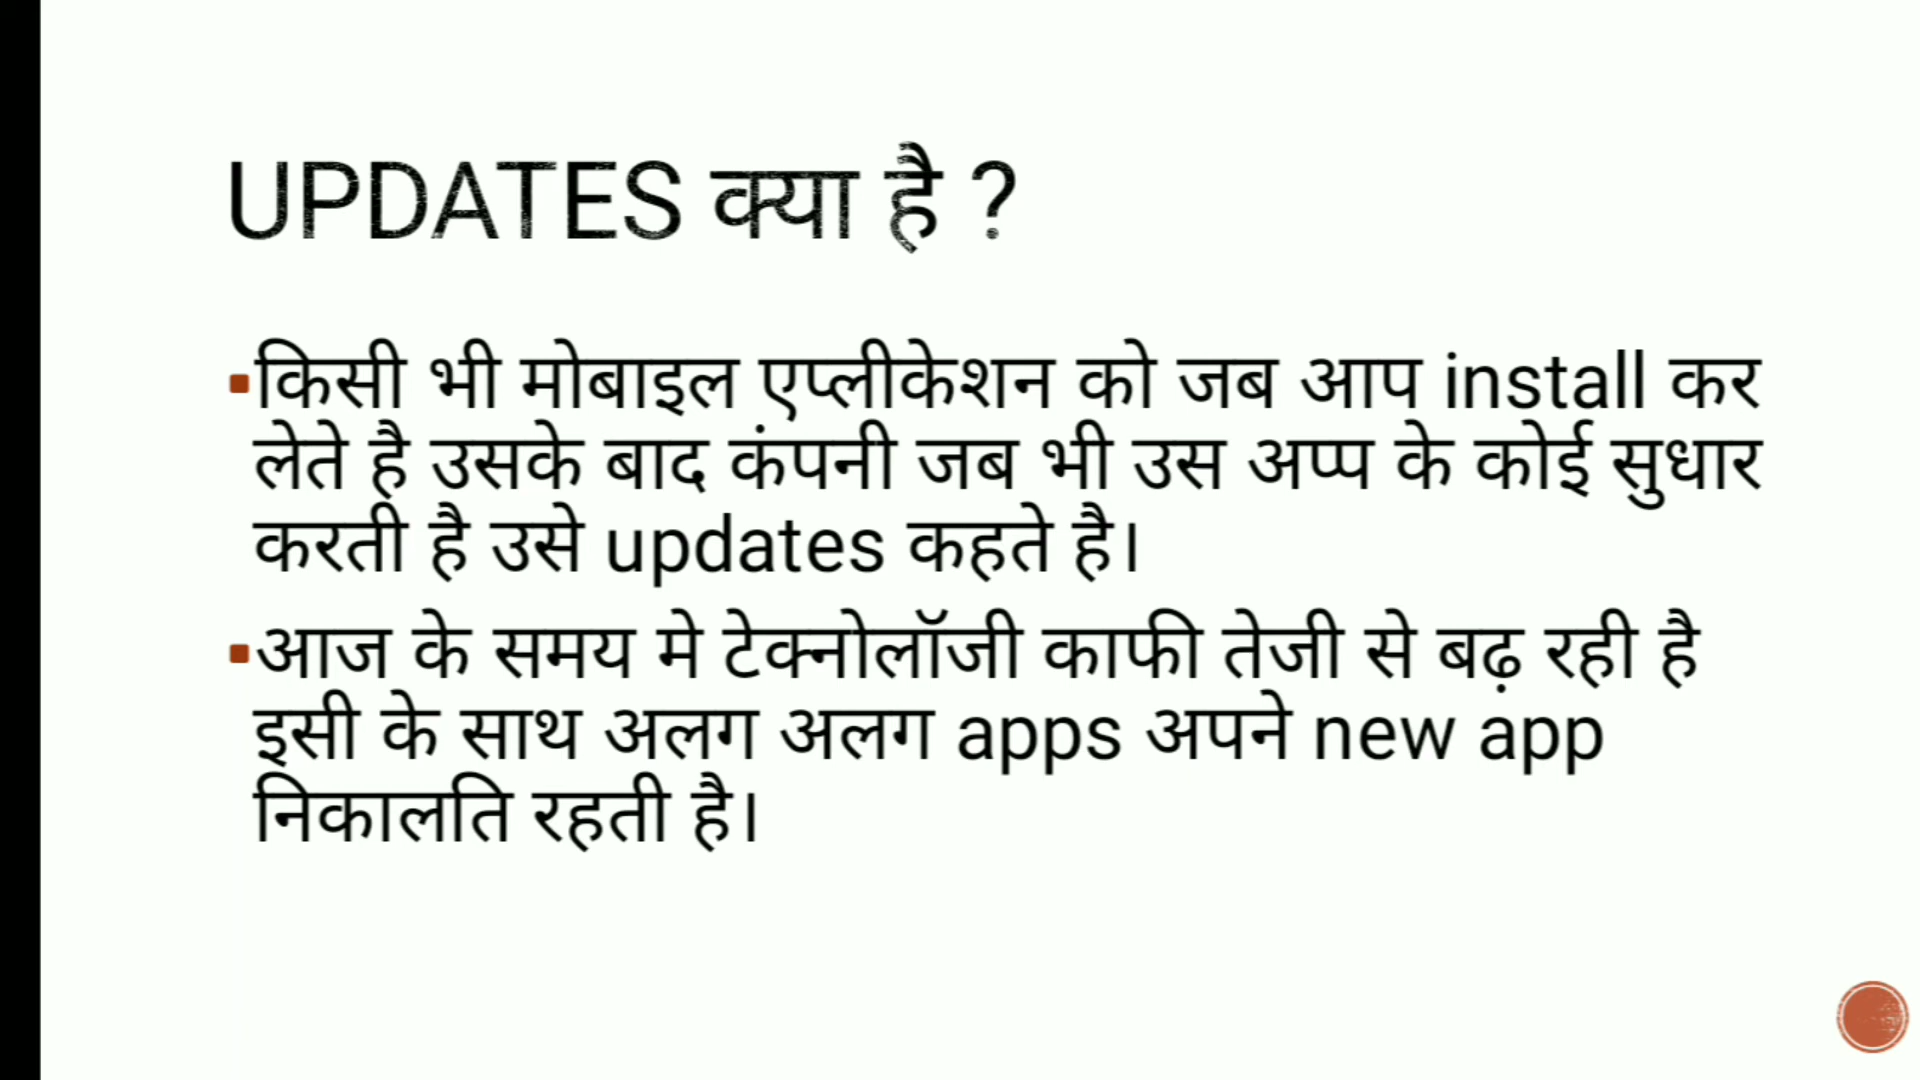 UPDATES क्या है ?
▪किसी भी मोबाइल एप्लीकेशन को जब आप install कर
लेते है उसके बाद कंपनी जब भी उस अप्प के कोई सुधार
करती है उसे updates कहते है।
▪आज के समय मे टेक्नोलॉजी काफी तेजी से बढ़ रही है
इसी के साथ अलग अलग apps अपने new app
निकालति रहती है।